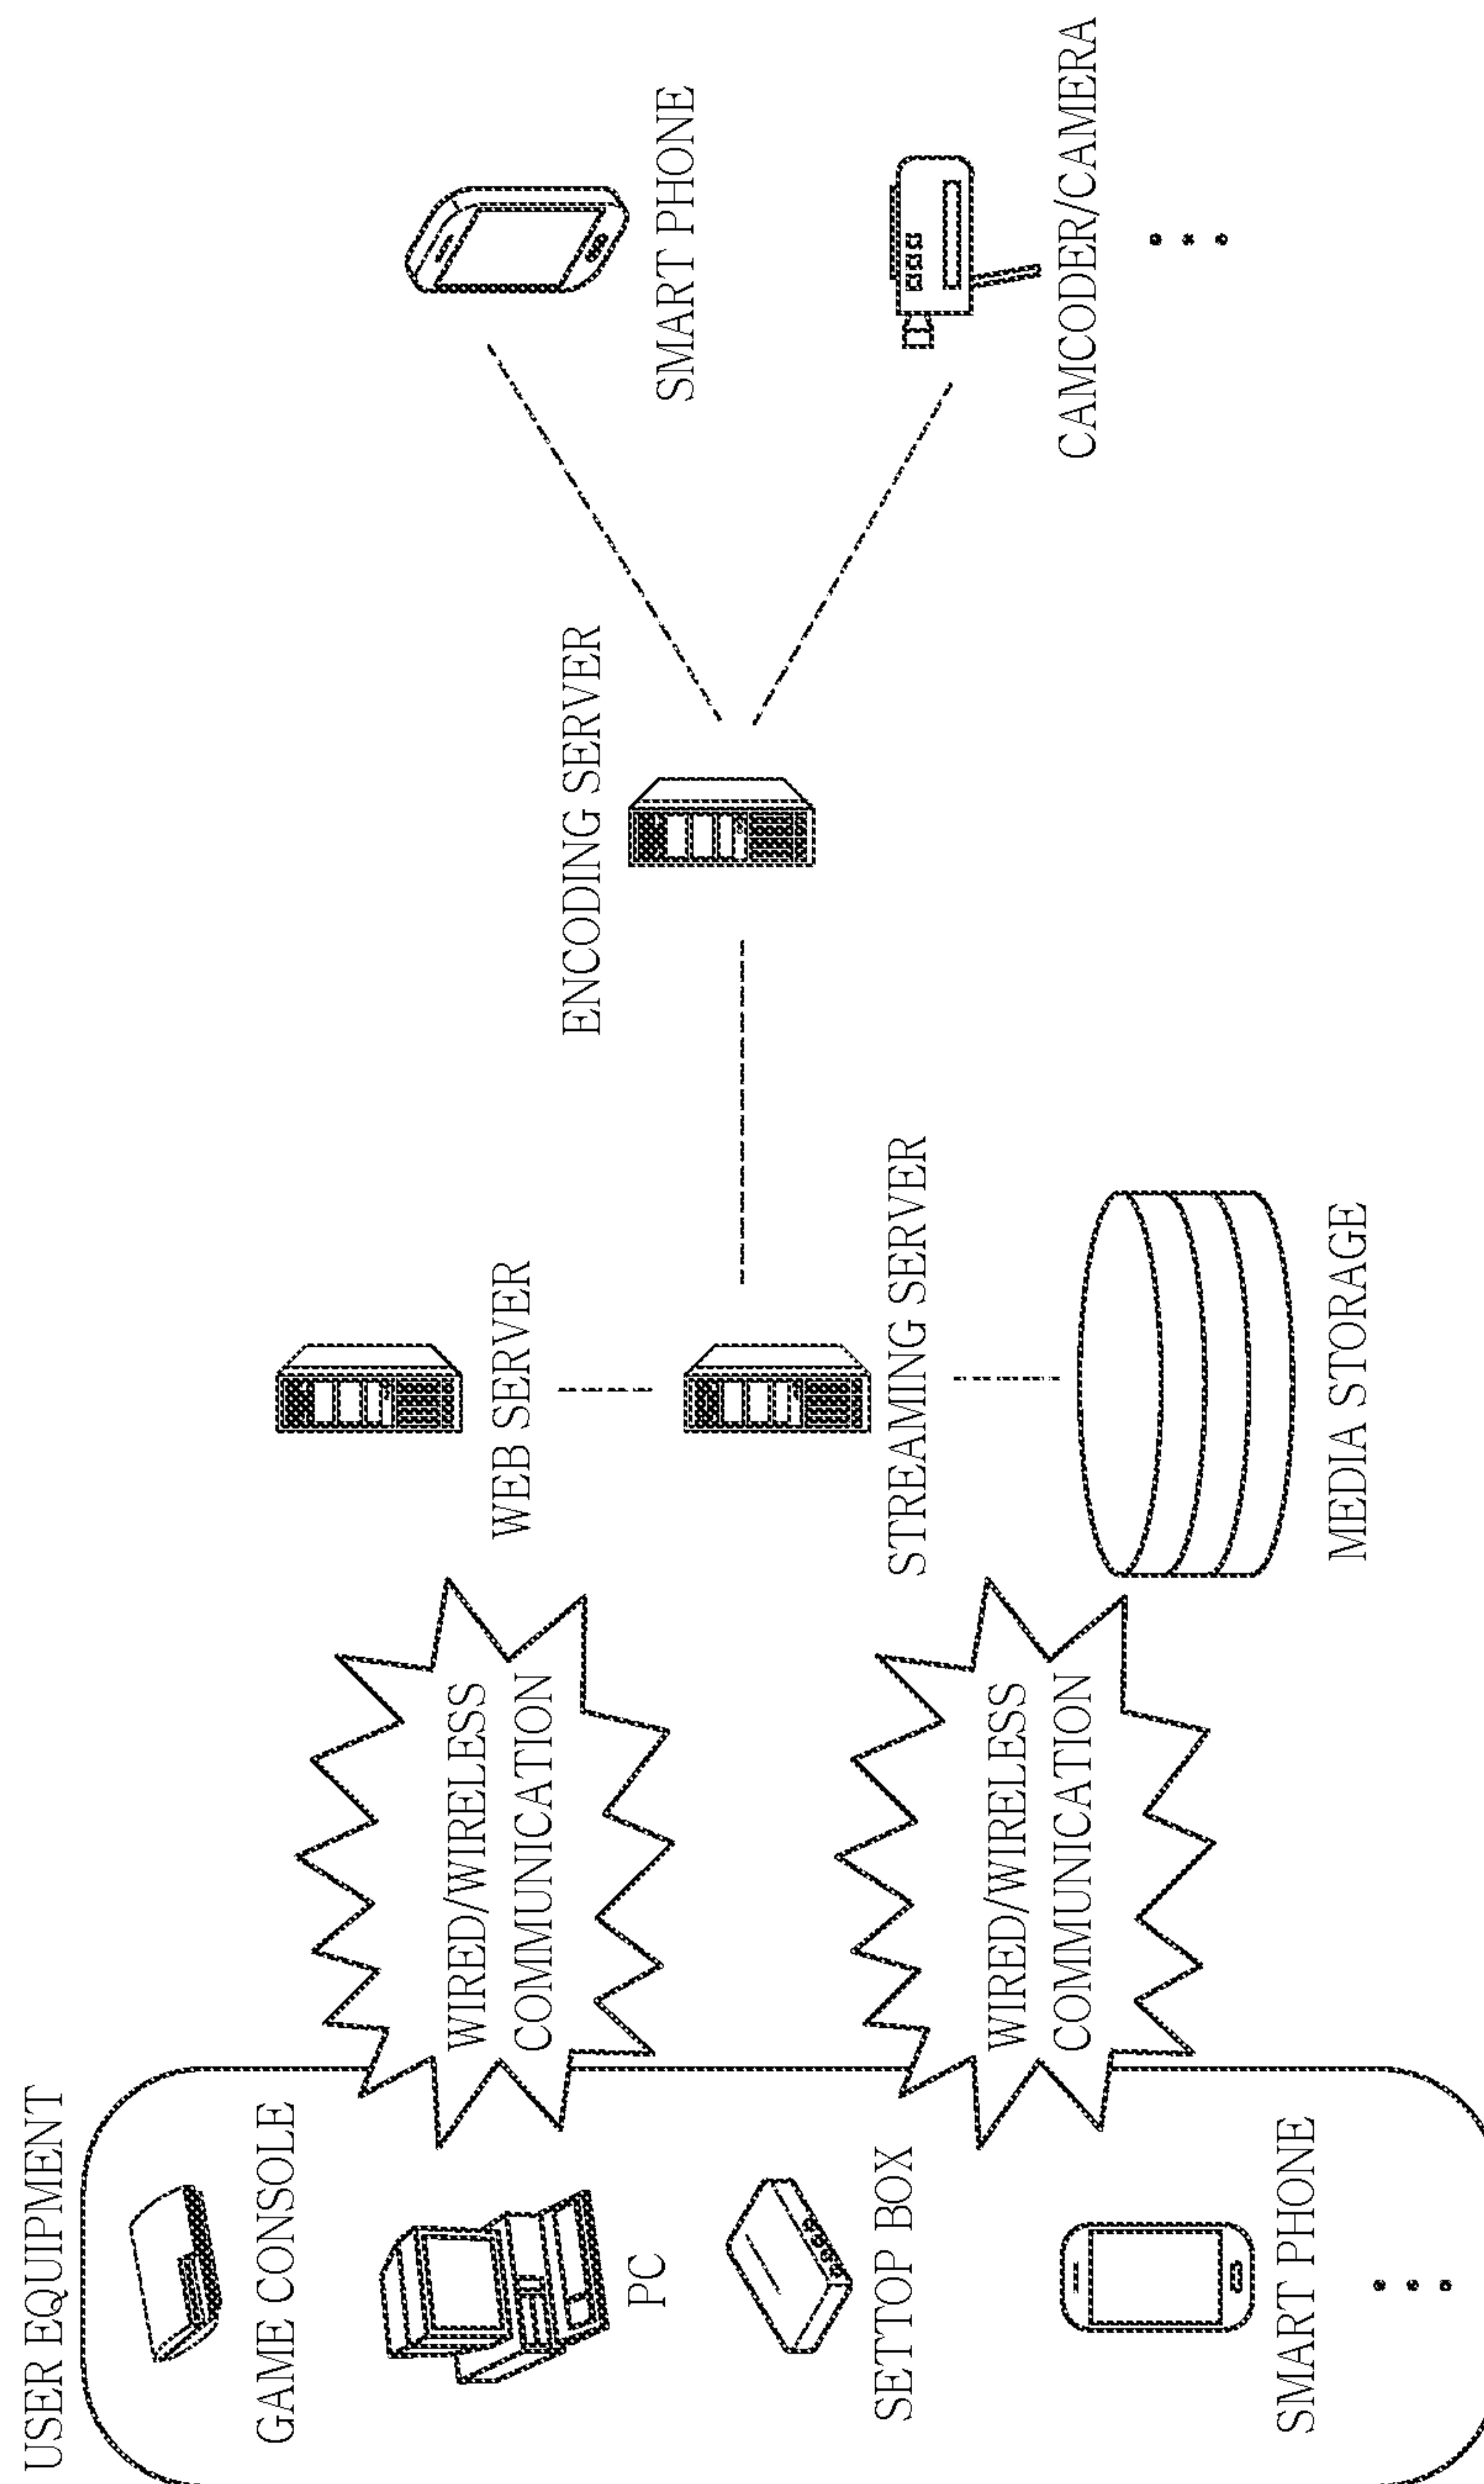 USER EQUIPMENT
GAME CONSOLE
PC
SETTOP BOX
SMART PHONE
WIRED/WIRELESS
COMMUNICATION
WIRED/WIRELESS
COMMUNICATION
WEB SERVER
STREAMING SERVER
MEDIA STORAGE
ENCODING SERVER
SMART PHONE
CAMCODER/CAMERA